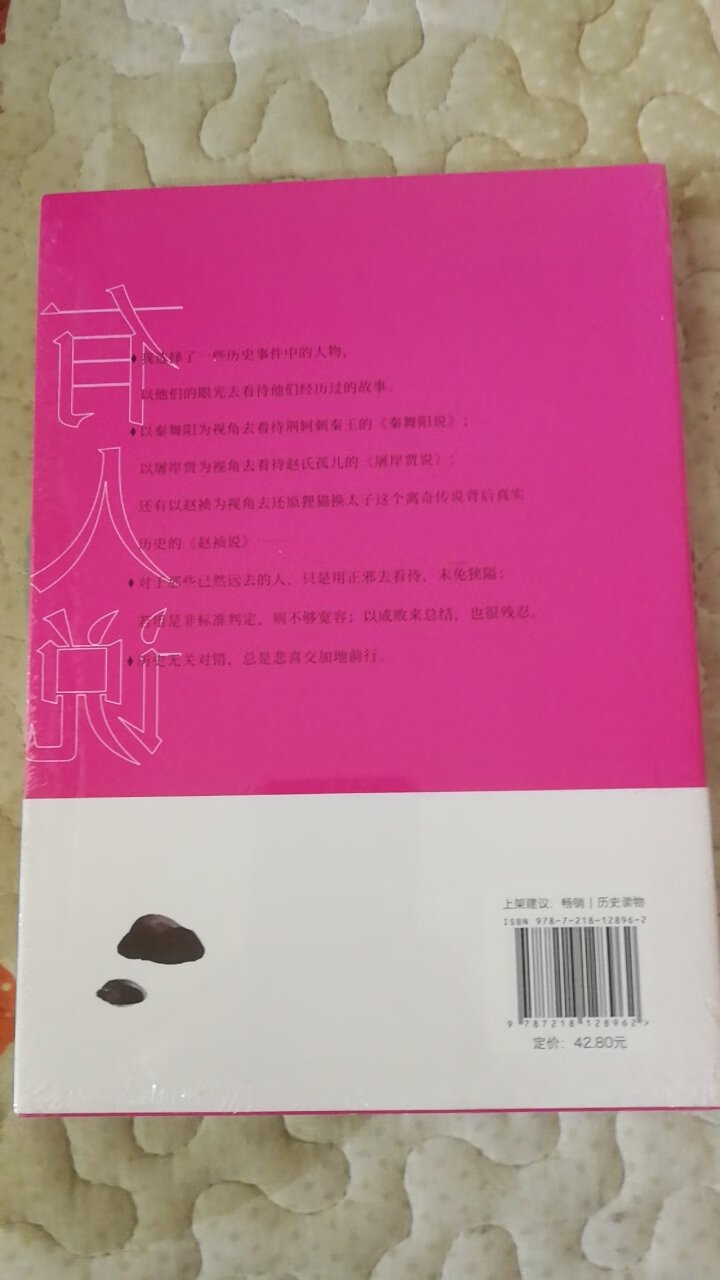 有人说
♦我选择了一些历史事件中的人物，
以他们的眼光去看待他们经历过的故事。
♦以秦舞阳为视角去看待荆轲刺秦王的《秦舞阳说》；
以屠岸贾为视角去看待赵氏孤儿的《屠岸贾说》；
还有以赵祯为视角去还原狸猫换太子这个离奇传说背后真实
历史的《赵祯说》……
♦对于那些已然远去的人，只是用正邪去看待，未免狭隘；
若用是非标准判定，则不够宽容；以成败来总结，也很残忍。
♦历史无关对错，总是悲喜交加地前行。
上架建议：畅销｜历史读物
ISBN 978-7-218-12896-2
9 787218 128962 >
定价：42.80元